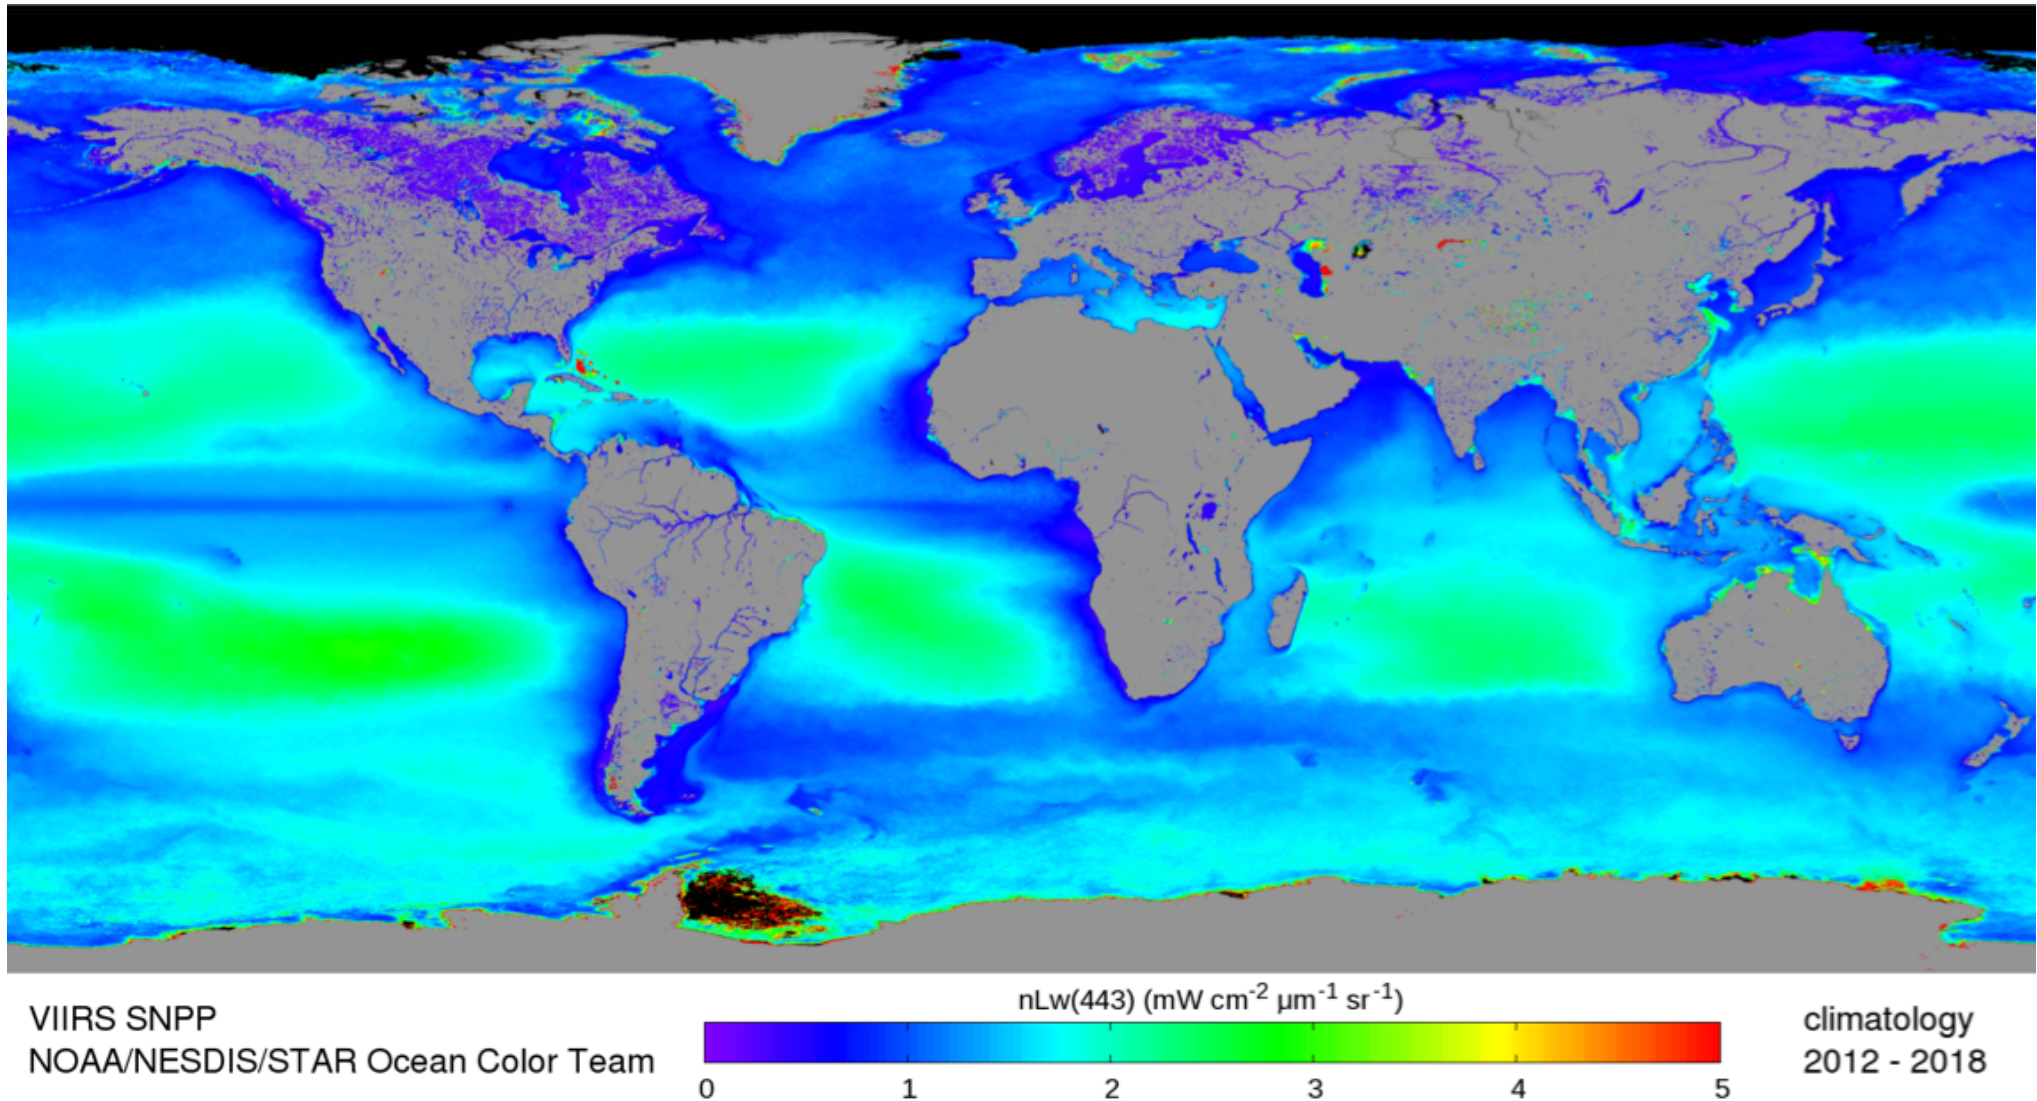 nLw(443) (mW cm-2 µm-1 sr-1)
VIIRS SNPP
NOAA/NESDIS/STAR Ocean Color Team
0 1 2 3 4 5
climatology
2012 - 2018